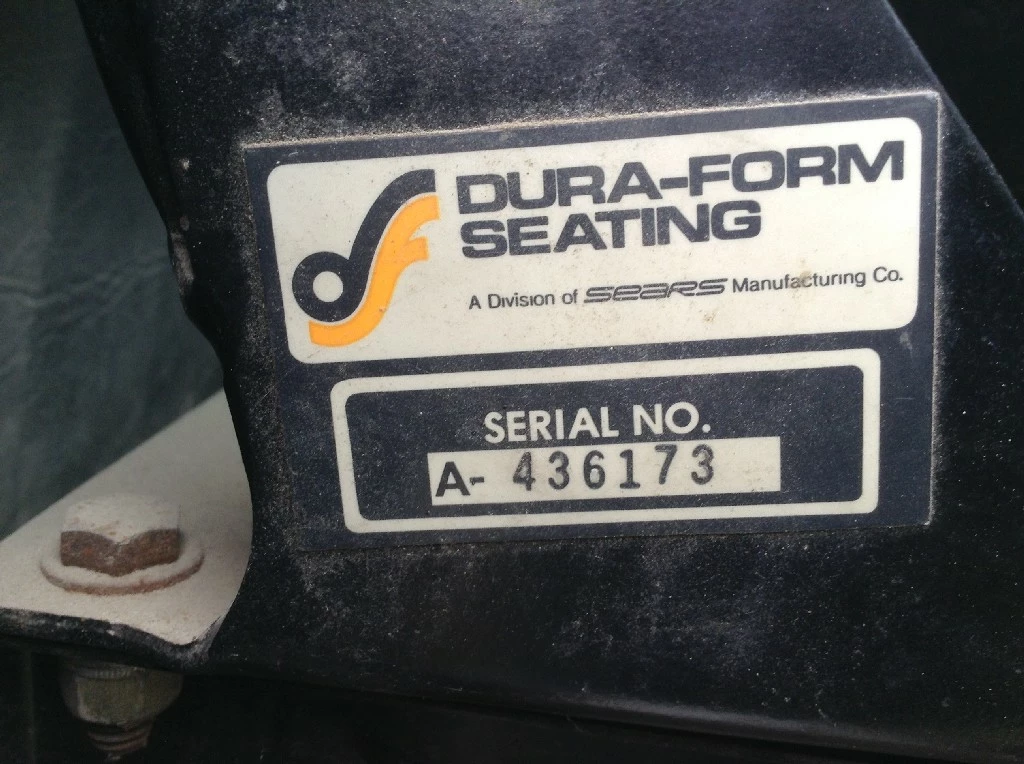 DURA-FORM
SEATING
A Division of SEARS Manufacturing Co.
SERIAL NO.
A- 436173